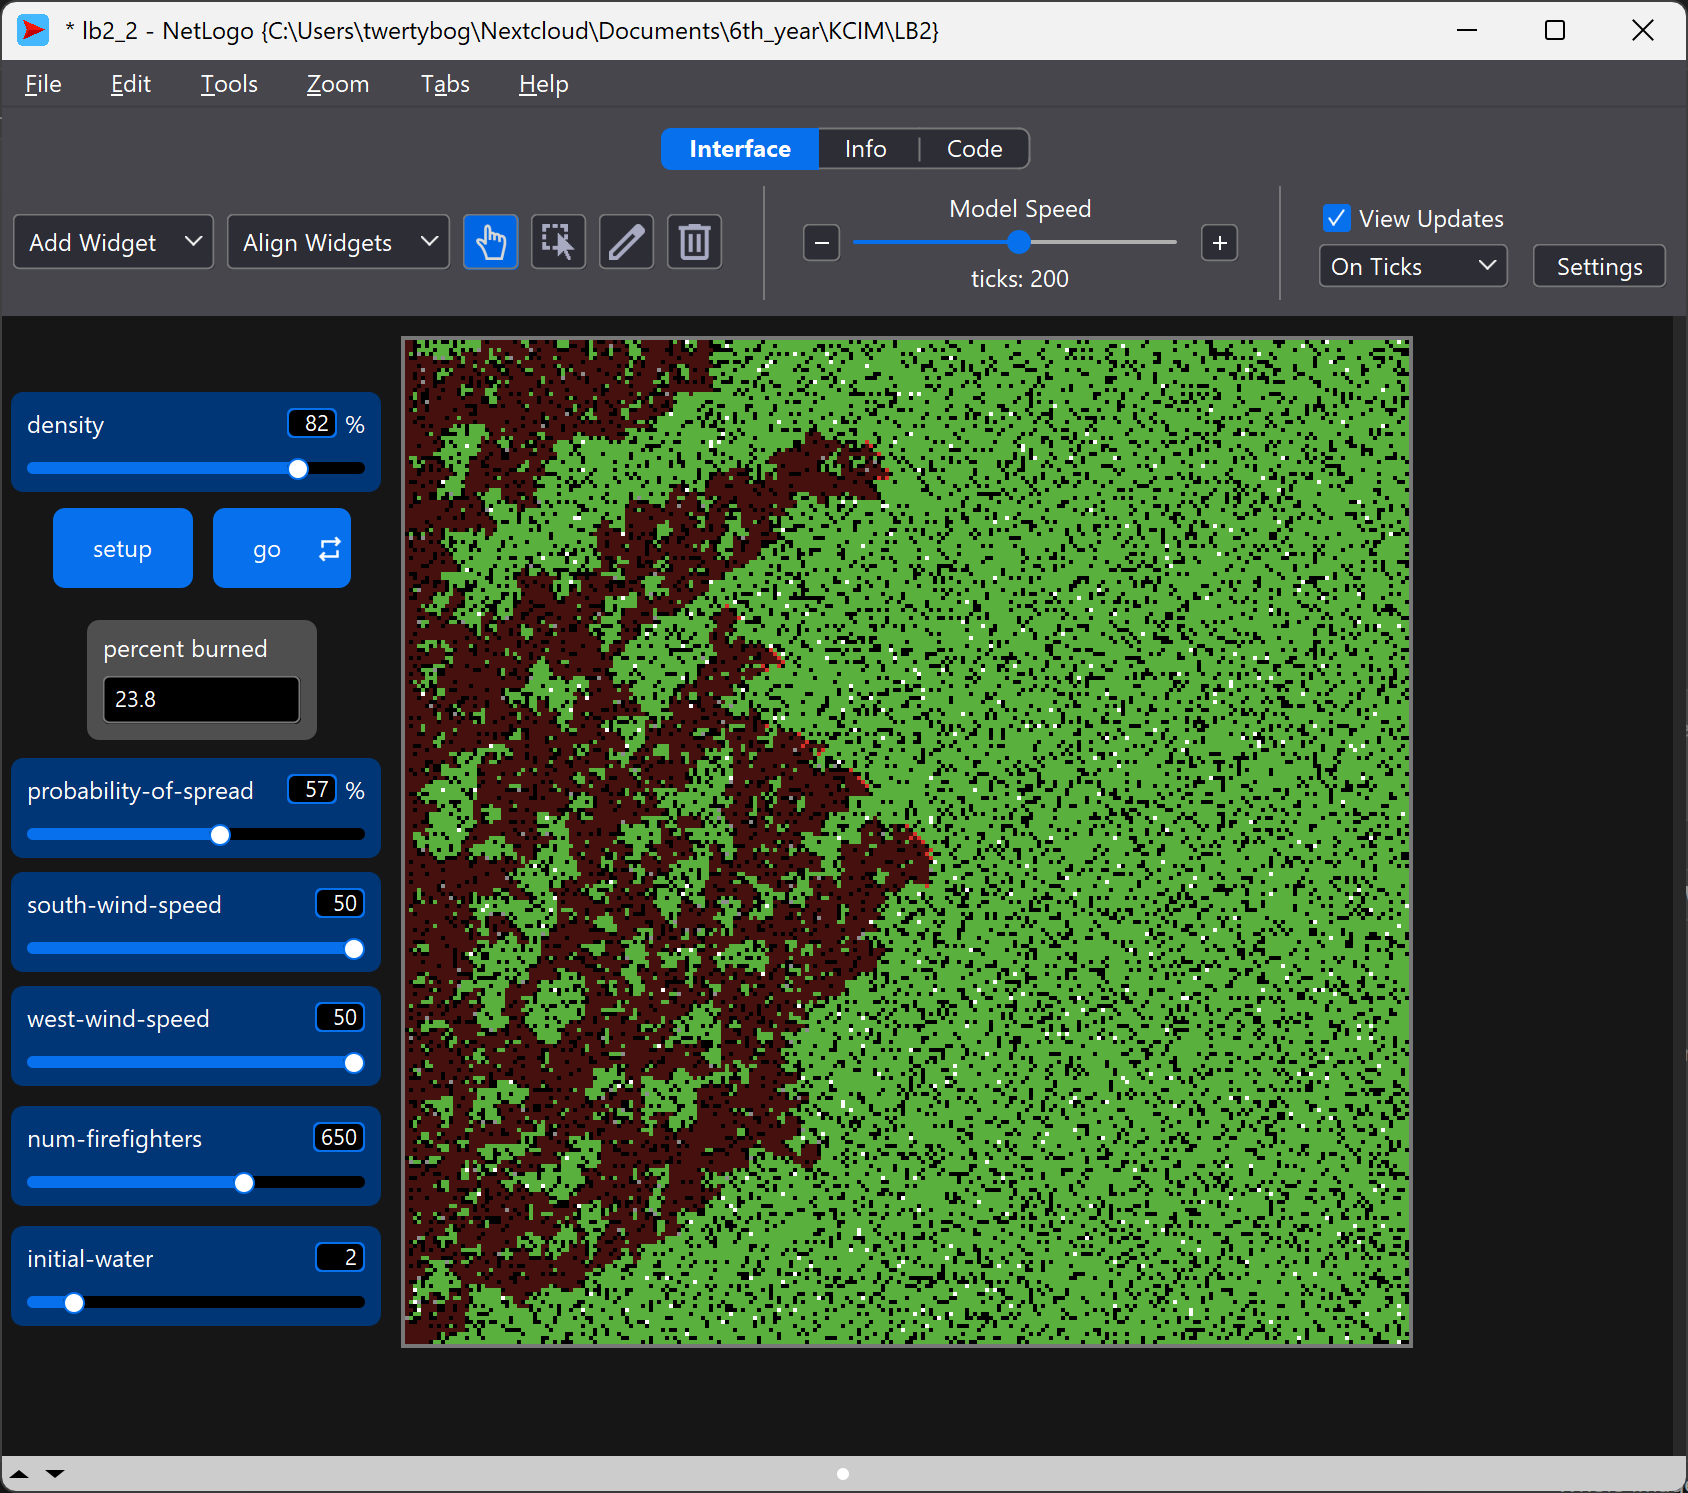 * lb2_2 - NetLogo {C:\Users\twertybog\Nextcloud\Documents\6th_year\KCIM\LB2}
File Edit Tools Zoom Tabs Help
Interface Info Code
Add Widget Align Widgets
Model Speed
ticks: 200
View Updates
On Ticks Settings
density 82 %
setup go
percent burned
23.8
probability-of-spread 57 %
south-wind-speed 50
west-wind-speed 50
num-firefighters 650
initial-water 2